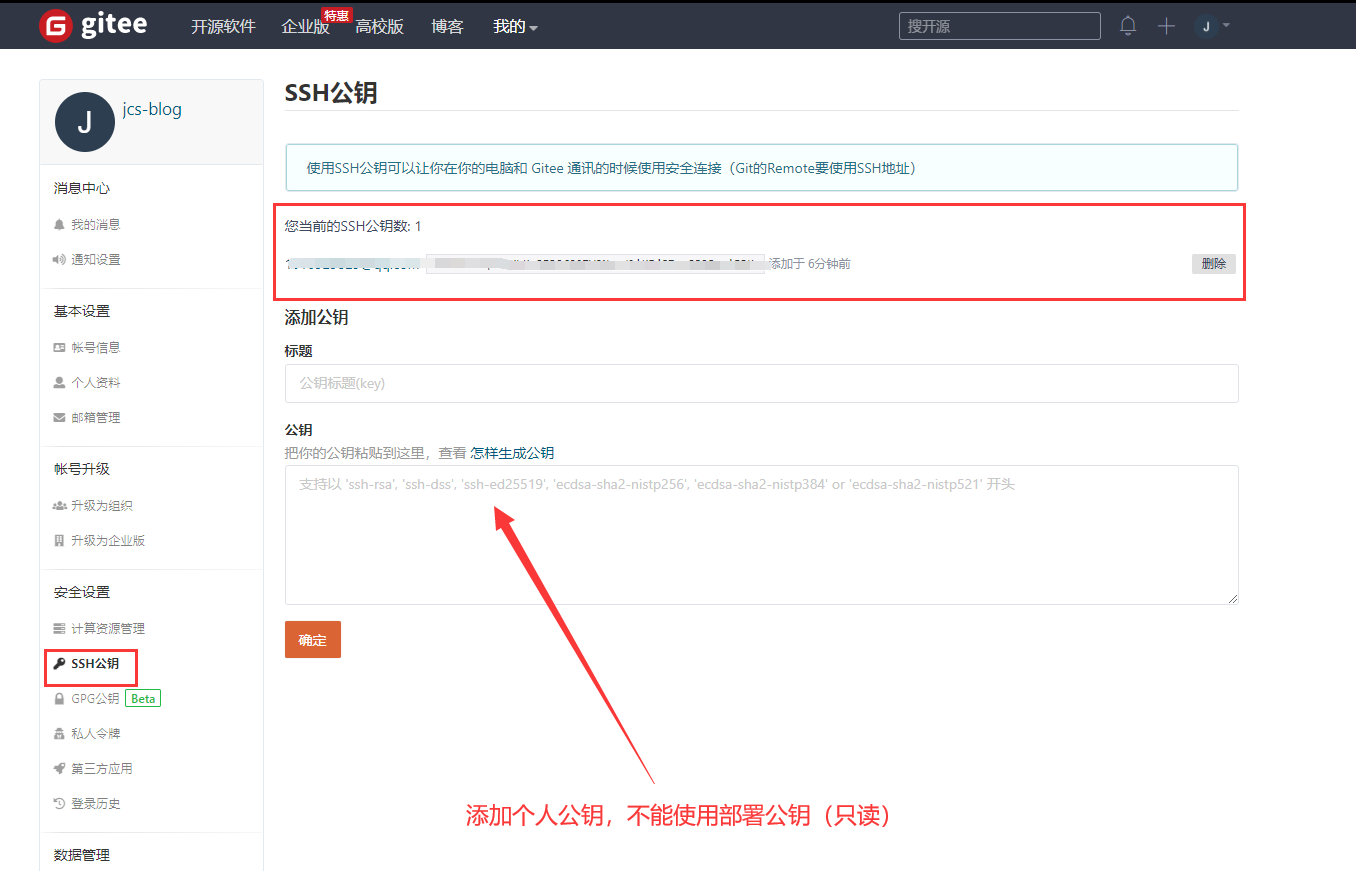 gitee 开源软件 企业版 特惠 高校版 博客 我的 搜开源 J
J jcs-blog
消息中心
我的消息
通知设置
基本设置
帐号信息
个人资料
邮箱管理
帐号升级
升级为组织
升级为企业版
安全设置
计算资源管理
SSH公钥
GPG公钥 Beta
私人令牌
第三方应用
登录历史
数据管理
SSH公钥
使用SSH公钥可以让你在你的电脑和 Gitee 通讯的时候使用安全连接（Git的Remote要使用SSH地址）
您当前的SSH公钥数: 1
添加于 6分钟前 删除
添加公钥
标题
公钥标题(key)
公钥
把你的公钥粘贴到这里，查看 怎样生成公钥
支持以 'ssh-rsa', 'ssh-dss', 'ssh-ed25519', 'ecdsa-sha2-nistp256', 'ecdsa-sha2-nistp384' or 'ecdsa-sha2-nistp521' 开头
确定
添加个人公钥，不能使用部署公钥（只读）